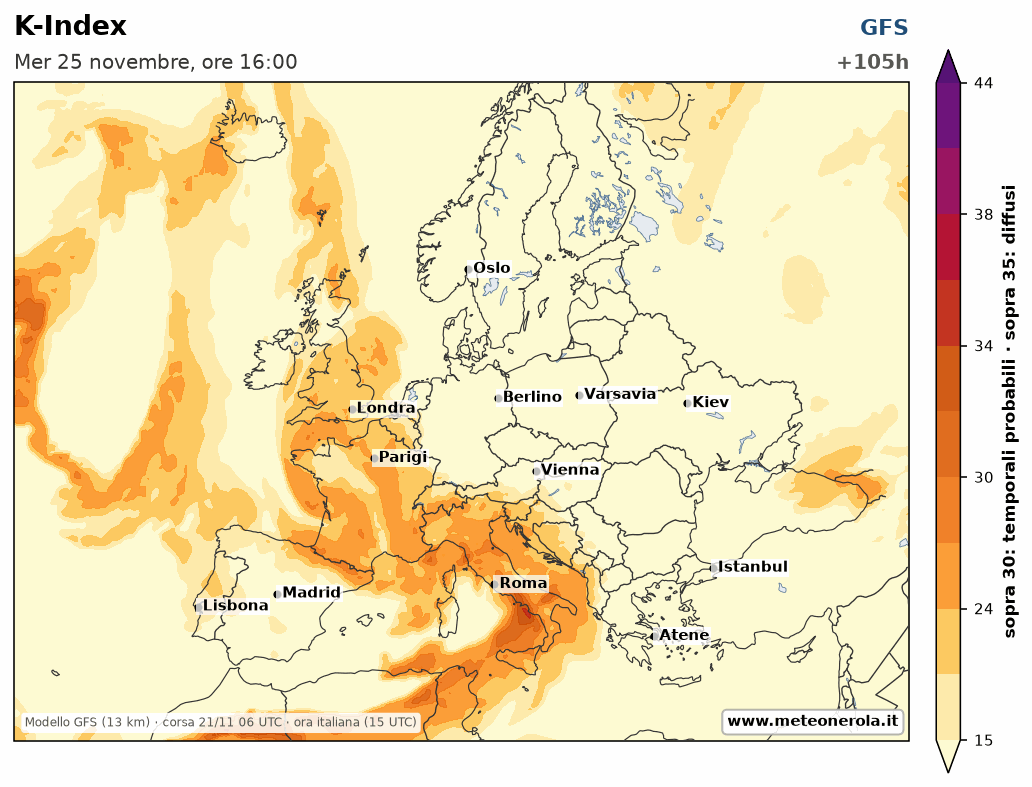 K-Index
GFS
Mer 25 novembre, ore 16:00
+105h
44
38
34
30
24
15
sopra 30: temporali probabili · sopra 35: diffusi
Oslo
Berlino
Varsavia
Kiev
Londra
Parigi
Vienna
Istanbul
Roma
Madrid
Lisbona
Atene
Modello GFS (13 km) · corsa 21/11 06 UTC · ora italiana (15 UTC)
www.meteonerola.it